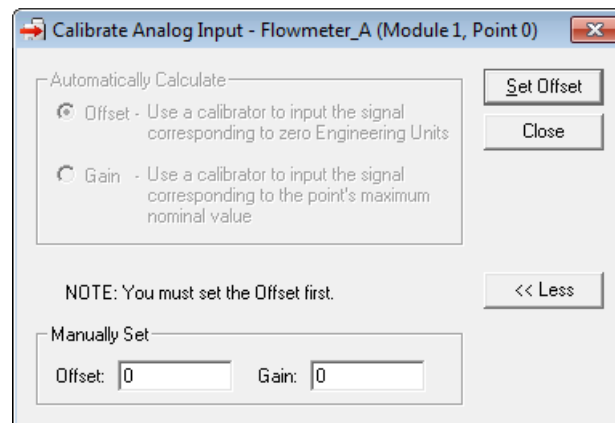 Calibrate Analog Input - Flowmeter_A (Module 1, Point 0)
Automatically Calculate
Offset - Use a calibrator to input the signal
corresponding to zero Engineering Units
Gain - Use a calibrator to input the signal
corresponding to the point's maximum
nominal value
Set Offset
Close
NOTE: You must set the Offset first.
<< Less
Manually Set
Offset: 0 Gain: 0